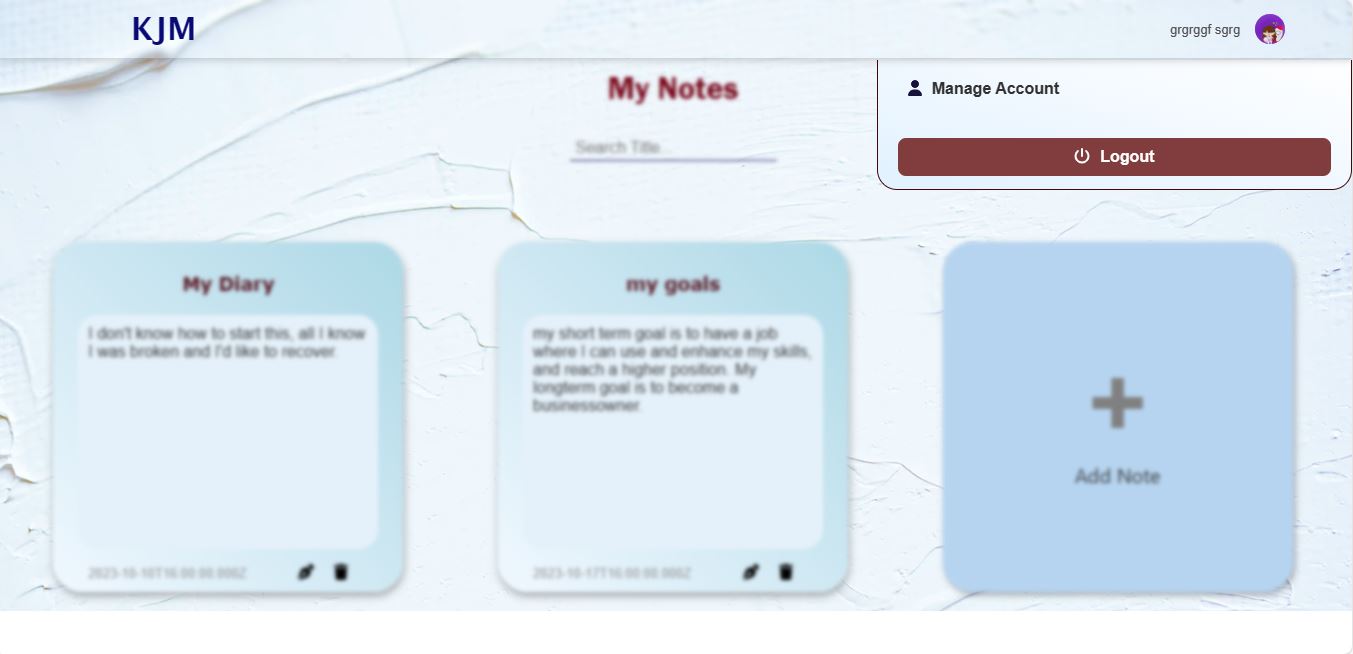 KJM
grgrggf sgrg
My Notes
Manage Account
Search Title...
Logout
My Diary
I don't know how to start this, all I know
I was broken and I'd like to recover.
2023-10-10T16:00:00.000Z
my goals
my short term goal is to have a job
where I can use and enhance my skills,
and reach a higher position. My
longterm goal is to become a
businessowner.
2023-10-17T16:00:00.000Z
Add Note